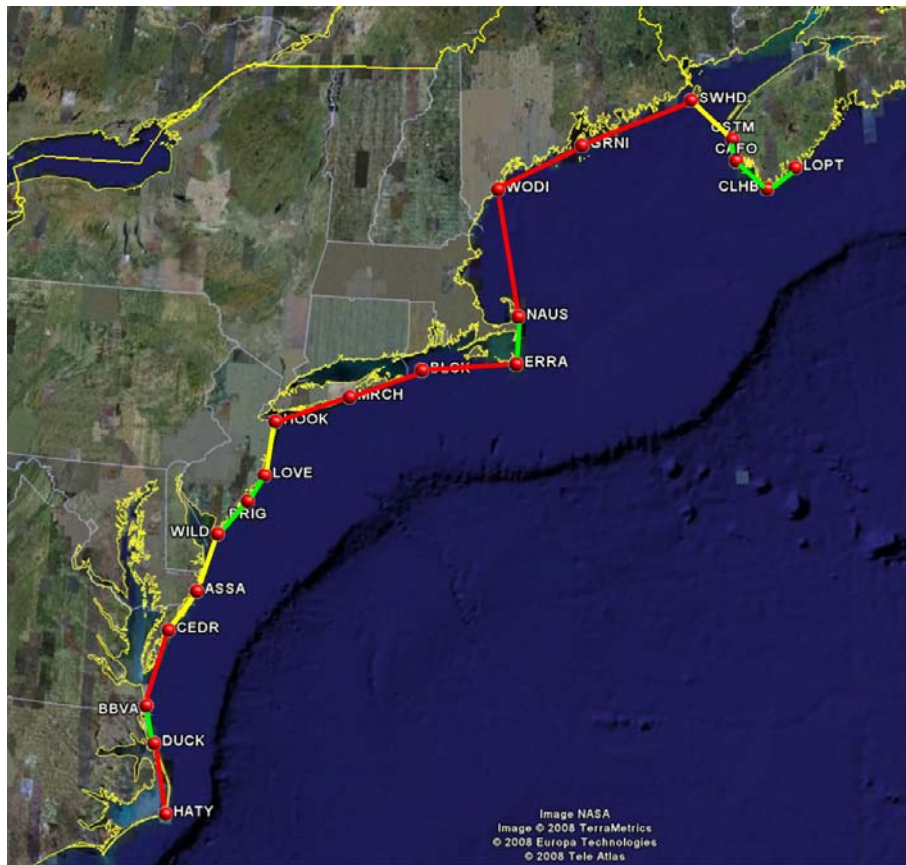 SWHD
CSTM
GRNI
CAFO
LOPT
CLHB
WODI
NAUS
ERRA
BLCK
MRCH
HOOK
LOVE
BRIG
WILD
ASSA
CEDR
BBVA
DUCK
HATY
Image NASA
Image © 2008 TerraMetrics
© 2008 Europa Technologies
© 2008 Tele Atlas